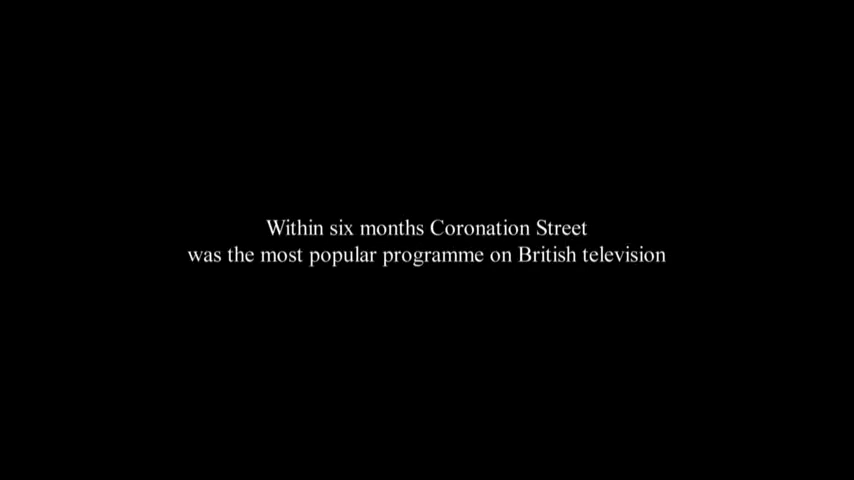 Within six months Coronation Street
was the most popular programme on British television